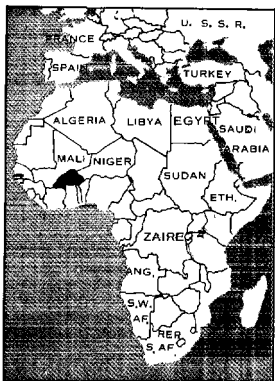 U. S. S. R.
FRANCE
SPAIN
TURKEY
ALGERIA
LIBYA
EGYPT
SAUDI
ARABIA
MALI
NIGER
SUDAN
ETH.
ZAIRE
ANG.
S.W.
AF.
REP.
S. AF.